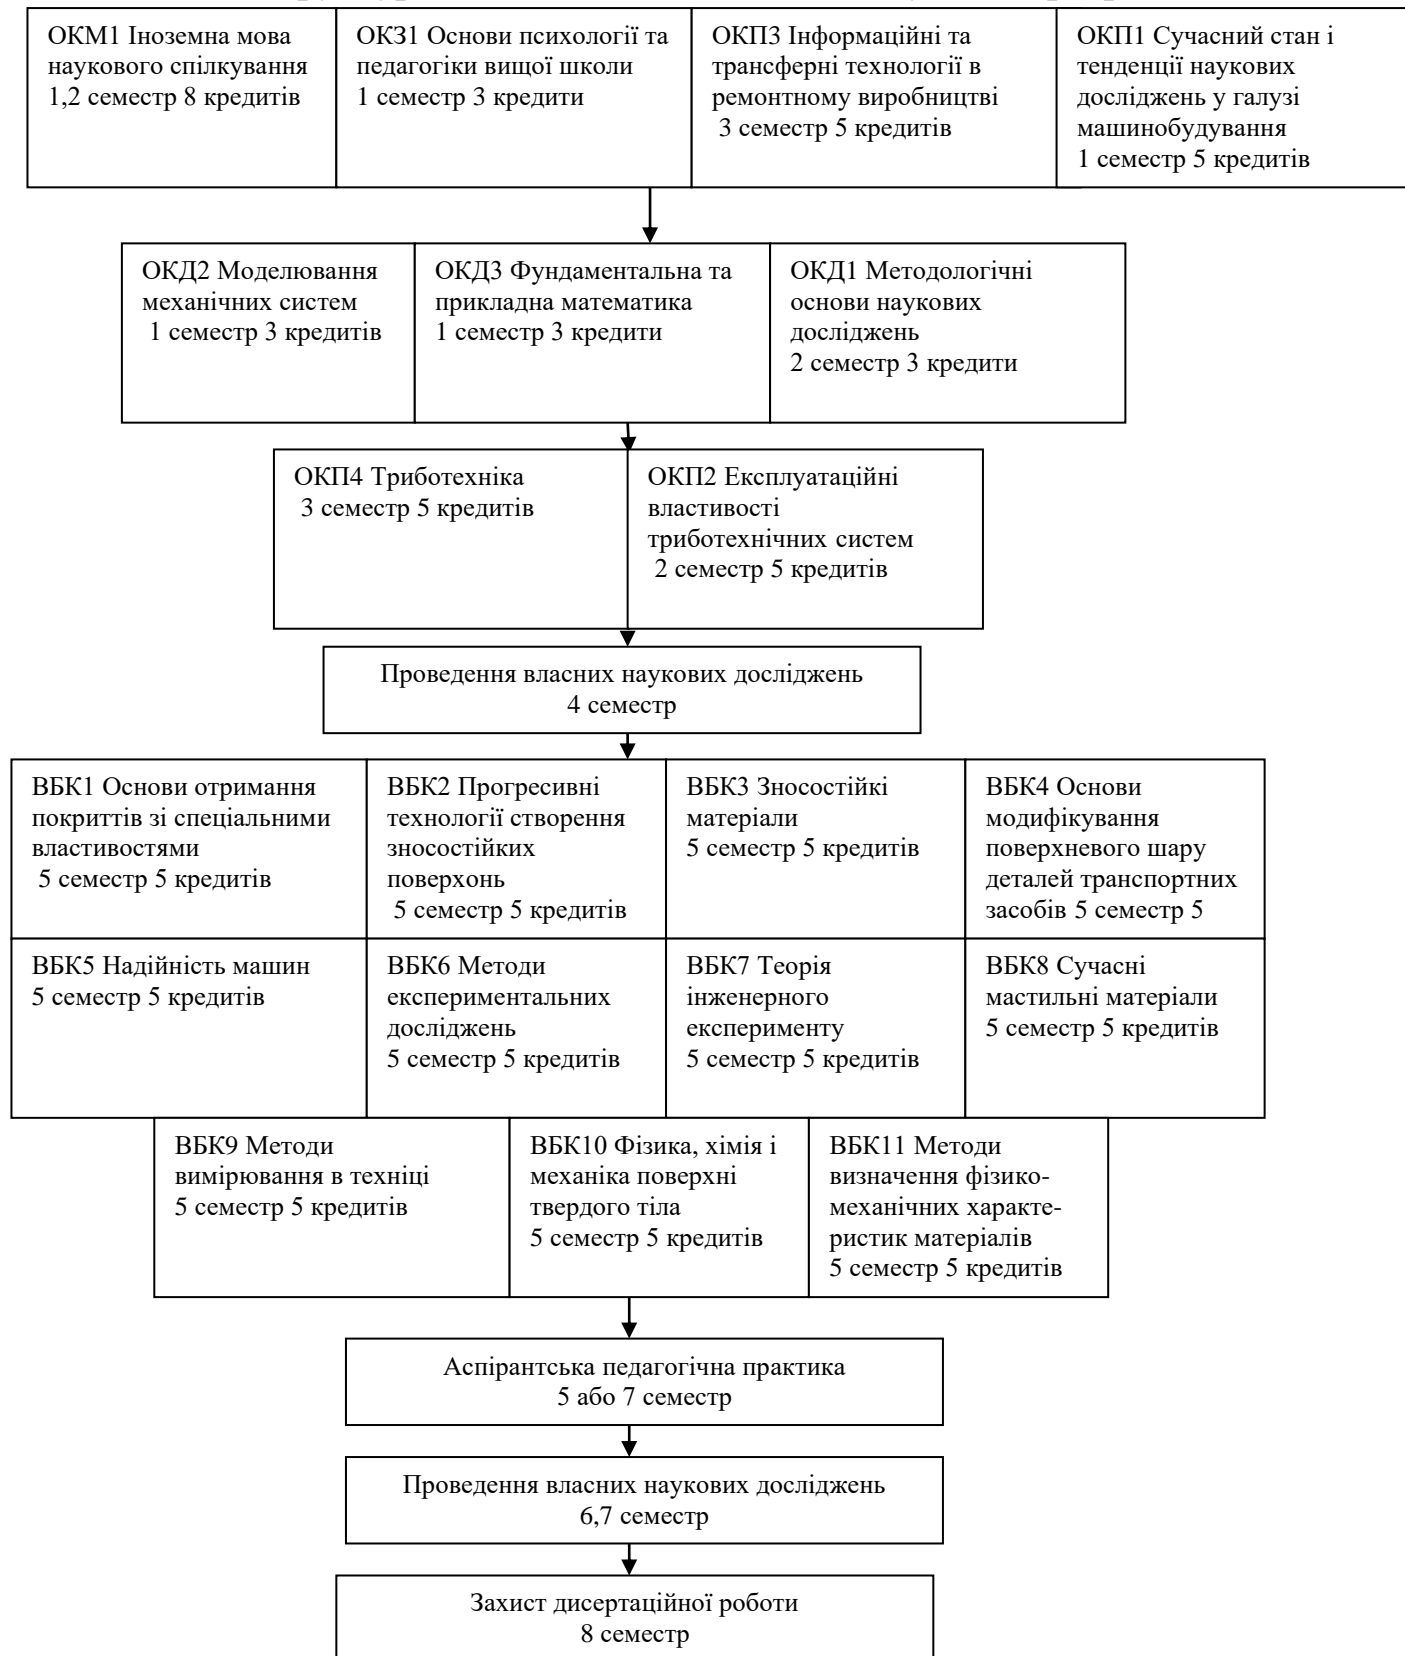 ОКМ1 Іноземна мова
наукового спілкування
1,2 семестр 8 кредитів
ОКЗ1 Основи психології та
педагогіки вищої школи
1 семестр 3 кредити
ОКП3 Інформаційні та
трансферні технології в
ремонтному виробництві
3 семестр 5 кредитів
ОКП1 Сучасний стан і
тенденції наукових
досліджень у галузі
машинобудування
1 семестр 5 кредитів
ОКД2 Моделювання
механічних систем
1 семестр 3 кредитів
ОКД3 Фундаментальна та
прикладна математика
1 семестр 3 кредити
ОКД1 Методологічні
основи наукових
досліджень
2 семестр 3 кредити
ОКП4 Триботехніка
3 семестр 5 кредитів
ОКП2 Експлуатаційні
властивості
триботехнічних систем
2 семестр 5 кредитів
Проведення власних наукових досліджень
4 семестр
ВБК1 Основи отримання
покриттів зі спеціальними
властивостями
5 семестр 5 кредитів
ВБК2 Прогресивні
технології створення
зносостійких
поверхонь
5 семестр 5 кредитів
ВБК3 Зносостійкі
матеріали
5 семестр 5 кредитів
ВБК4 Основи
модифікування
поверхневого шару
деталей транспортних
засобів 5 семестр 5
ВБК5 Надійність машин
5 семестр 5 кредитів
ВБК6 Методи
експериментальних
досліджень
5 семестр 5 кредитів
ВБК7 Теорія
інженерного
експерименту
5 семестр 5 кредитів
ВБК8 Сучасні
мастильні матеріали
5 семестр 5 кредитів
ВБК9 Методи
вимірювання в техніці
5 семестр 5 кредитів
ВБК10 Фізика, хімія і
механіка поверхні
твердого тіла
5 семестр 5 кредитів
ВБК11 Методи
визначення фізико-
механічних характе-
ристик матеріалів
5 семестр 5 кредитів
Аспірантська педагогічна практика
5 або 7 семестр
Проведення власних наукових досліджень
6,7 семестр
Захист дисертаційної роботи
8 семестр